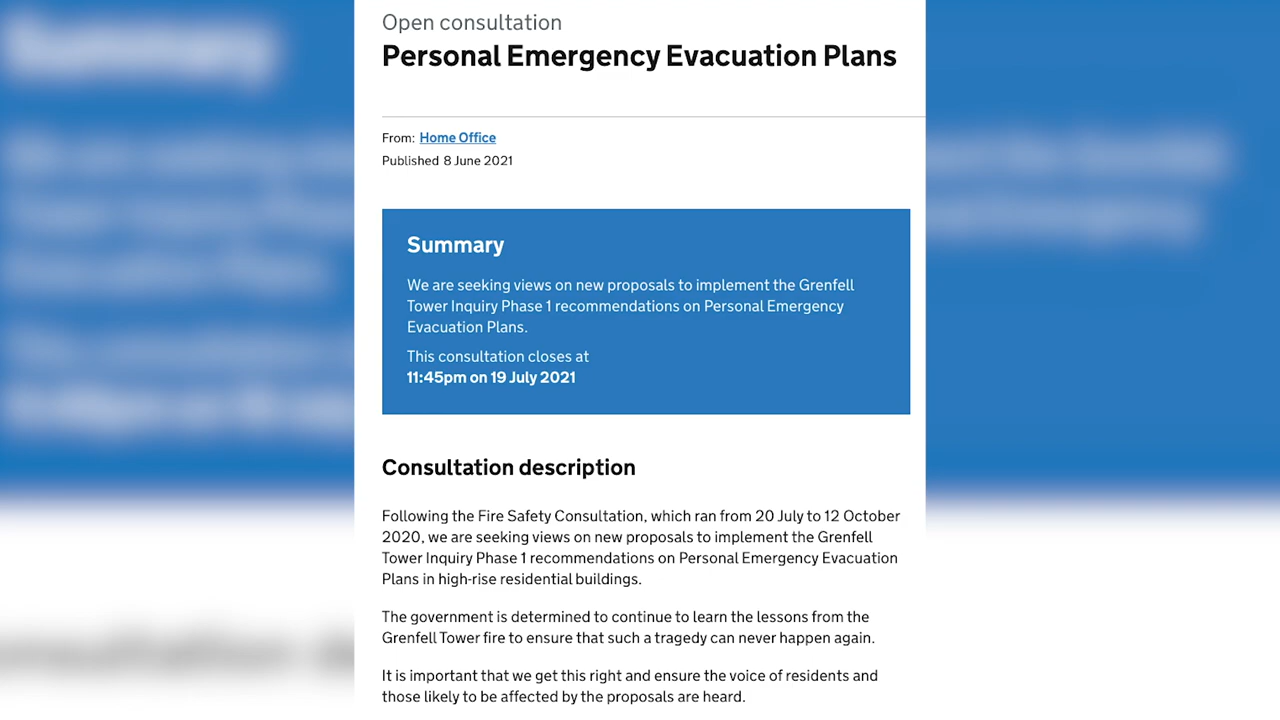 Open consultation
Personal Emergency Evacuation Plans
From: Home Office
Published 8 June 2021
Summary
We are seeking views on new proposals to implement the Grenfell
Tower Inquiry Phase 1 recommendations on Personal Emergency
Evacuation Plans.
This consultation closes at
11:45pm on 19 July 2021
Consultation description
Following the Fire Safety Consultation, which ran from 20 July to 12 October
2020, we are seeking views on new proposals to implement the Grenfell
Tower Inquiry Phase 1 recommendations on Personal Emergency Evacuation
Plans in high-rise residential buildings.
The government is determined to continue to learn the lessons from the
Grenfell Tower fire to ensure that such a tragedy can never happen again.
It is important that we get this right and ensure the voice of residents and
those likely to be affected by the proposals are heard.